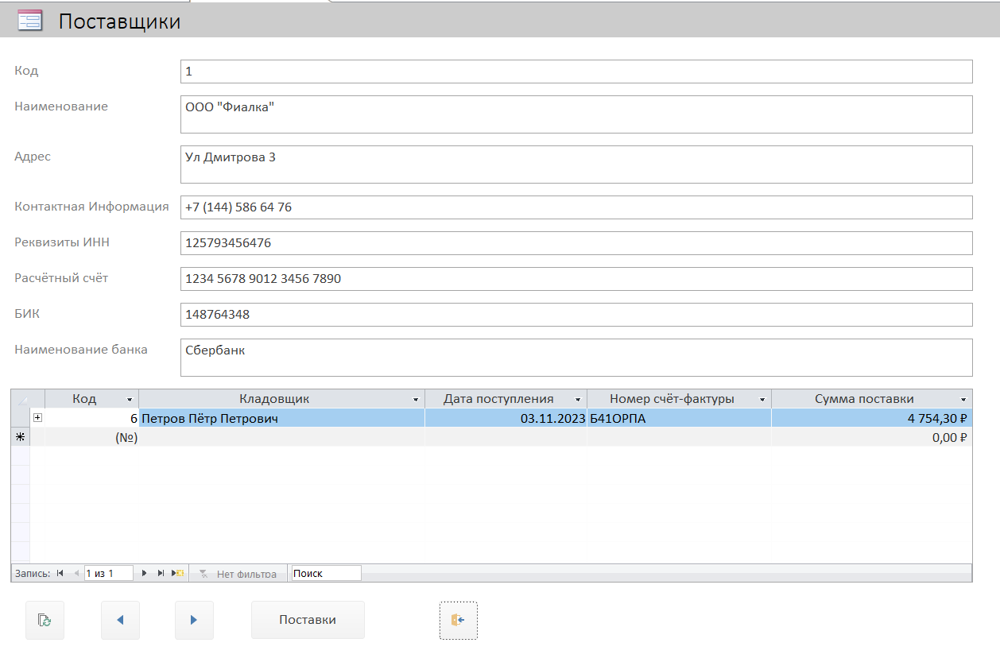 Поставщики
Код 1
Наименование ООО "Фиалка"
Адрес Ул Дмитрова 3
Контактная Информация +7 (144) 586 64 76
Реквизиты ИНН 125793456476
Расчётный счёт 1234 5678 9012 3456 7890
БИК 148764348
Наименование банка Сбербанк
Код Кладовщик Дата поступления Номер счёт-фактуры Сумма поставки
6 Петров Пётр Петрович 03.11.2023 Б41ОРПА 4 754,30 ₽
(№) 0,00 ₽
Запись: 1 из 1 Нет фильтра Поиск
Поставки